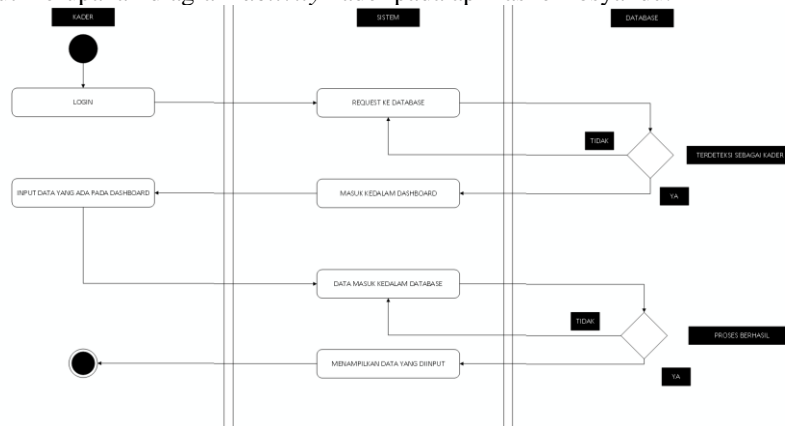 KADER
SISTEM
DATABASE
LOGIN
REQUEST KE DATABASE
TIDAK
TERDETEKSI SEBAGAI KADER
INPUT DATA YANG ADA PADA DASHBOARD
MASUK KEDALAM DASHBOARD
YA
DATA MASUK KEDALAM DATABASE
TIDAK
PROSES BERHASIL
MENAMPILKAN DATA YANG DIINPUT
YA